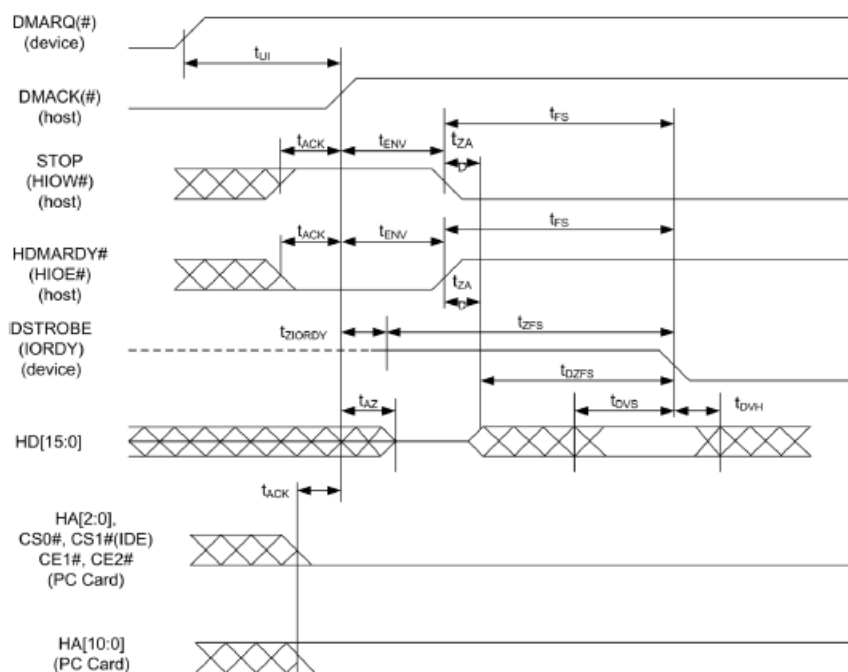 DMARQ(#)
(device)
tUI
DMACK(#)
(host)
tFS
tACK
tENV
tZA
D
STOP
(HIOW#)
(host)
tFS
tACK
tENV
HDMARDY#
(HIOE#)
(host)
tZA
D
DSTROBE
(IORDY)
(device)
tZIORDY
tZFS
tDZFS
tAZ
tDVS
tDVH
HD[15:0]
tACK
HA[2:0],
CS0#, CS1#(IDE)
CE1#, CE2#
(PC Card)
HA[10:0]
(PC Card)